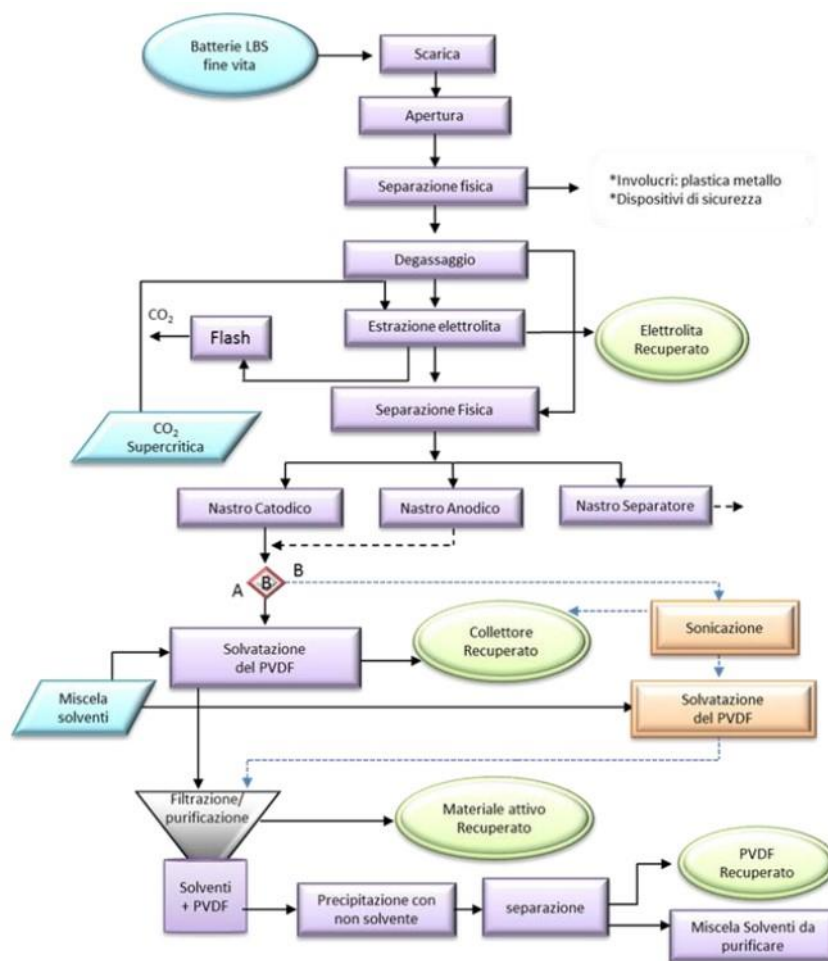 Batterie LBS
fine vita
Scarica
Apertura
Separazione fisica
*Involucri: plastica metallo
*Dispositivi di sicurezza
Degassaggio
CO₂
Flash
Estrazione elettrolita
Elettrolita
Recuperato
Separazione Fisica
CO₂
Supercritica
Nastro Catodico
Nastro Anodico
Nastro Separatore
A
B
B
Sonicazione
Collettore
Recuperato
Solvatazione
del PVDF
Miscela
solventi
Solvatazione
del PVDF
Filtrazione/
purificazione
Materiale attivo
Recuperato
PVDF
Recuperato
Solventi
+ PVDF
Precipitazione con
non solvente
separazione
Miscela Solventi da
purificare